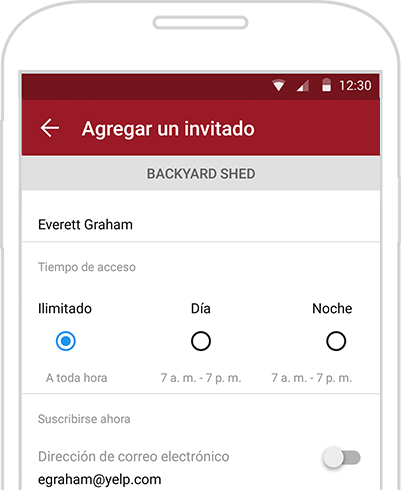 12:30
Agregar un invitado
BACKYARD SHED
Everett Graham
Tiempo de acceso
Ilimitado Día Noche
A toda hora 7 a. m. - 7 p. m. 7 a. m. - 7 p. m.
Suscribirse ahora
Dirección de correo electrónico
egraham@yelp.com